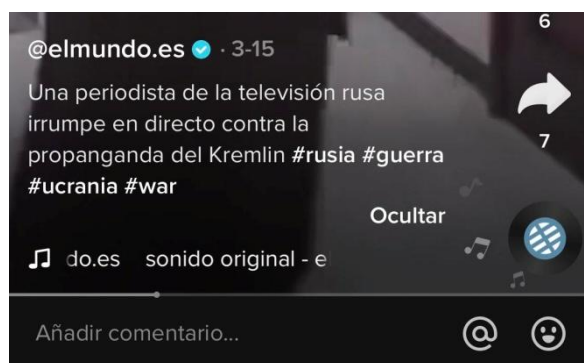 6
@elmundo.es · 3-15
Una periodista de la televisión rusa
irrumpe en directo contra la
propanganda del Kremlin #rusia #guerra
#ucrania #war
7
Ocultar
do.es sonido original - e
Añadir comentario...